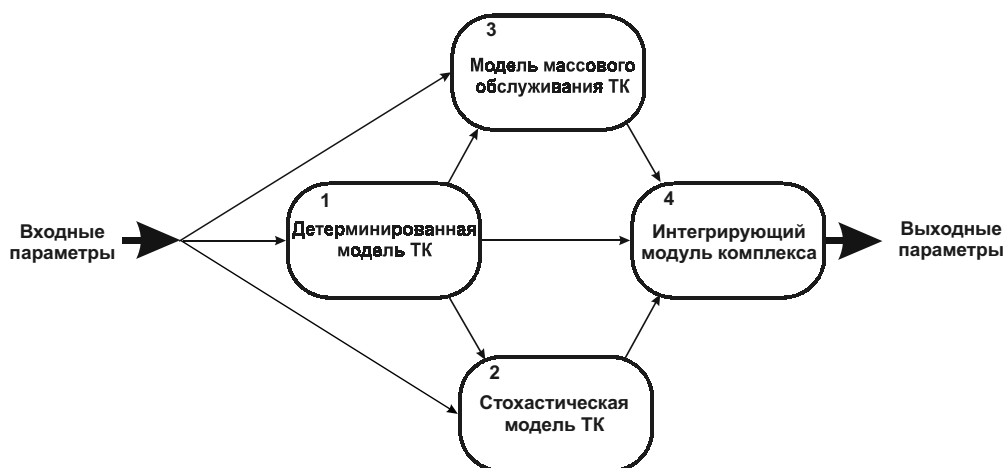 3
Модель массового
обслуживания ТК
1
Детерминированная
модель ТК
4
Интегрирующий
модуль комплекса
Входные
параметры
Выходные
параметры
2
Стохастическая
модель ТК